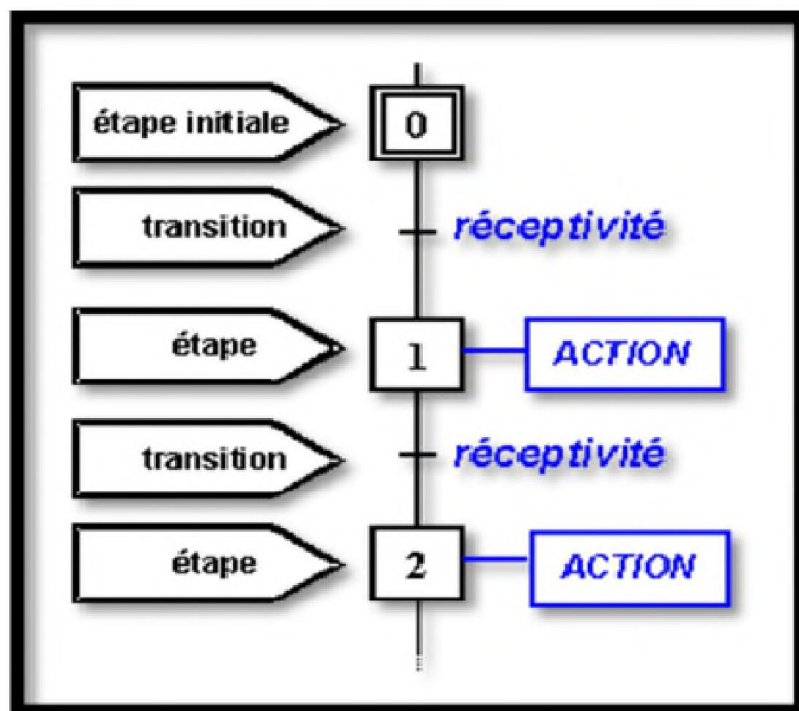 étape initiale 0
transition réceptivité
étape 1 ACTION
transition réceptivité
étape 2 ACTION